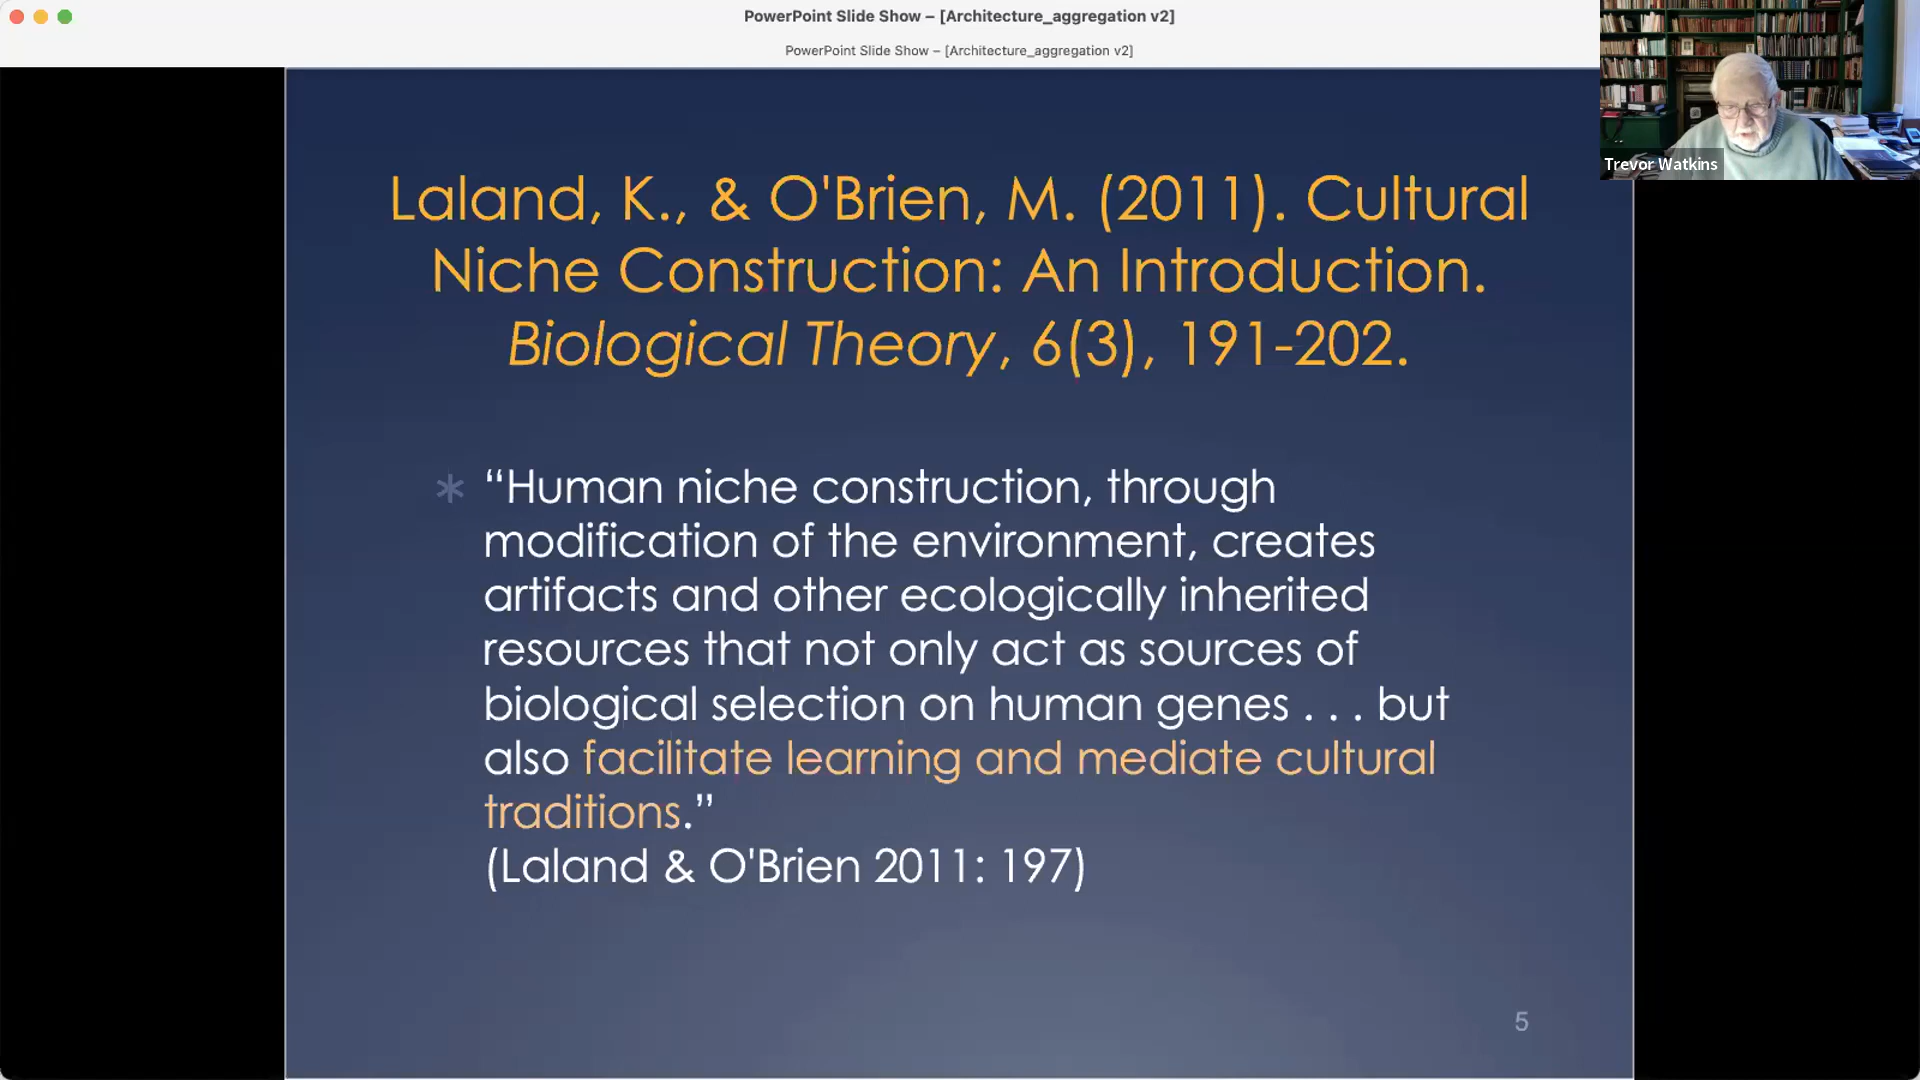 PowerPoint Slide Show – [Architecture_aggregation v2]
PowerPoint Slide Show – [Architecture_aggregation v2]
Trevor Watkins
Laland, K., & O'Brien, M. (2011). Cultural
Niche Construction: An Introduction.
Biological Theory, 6(3), 191-202.
* “Human niche construction, through
modification of the environment, creates
artifacts and other ecologically inherited
resources that not only act as sources of
biological selection on human genes . . . but
also facilitate learning and mediate cultural
traditions.”
(Laland & O'Brien 2011: 197)
5